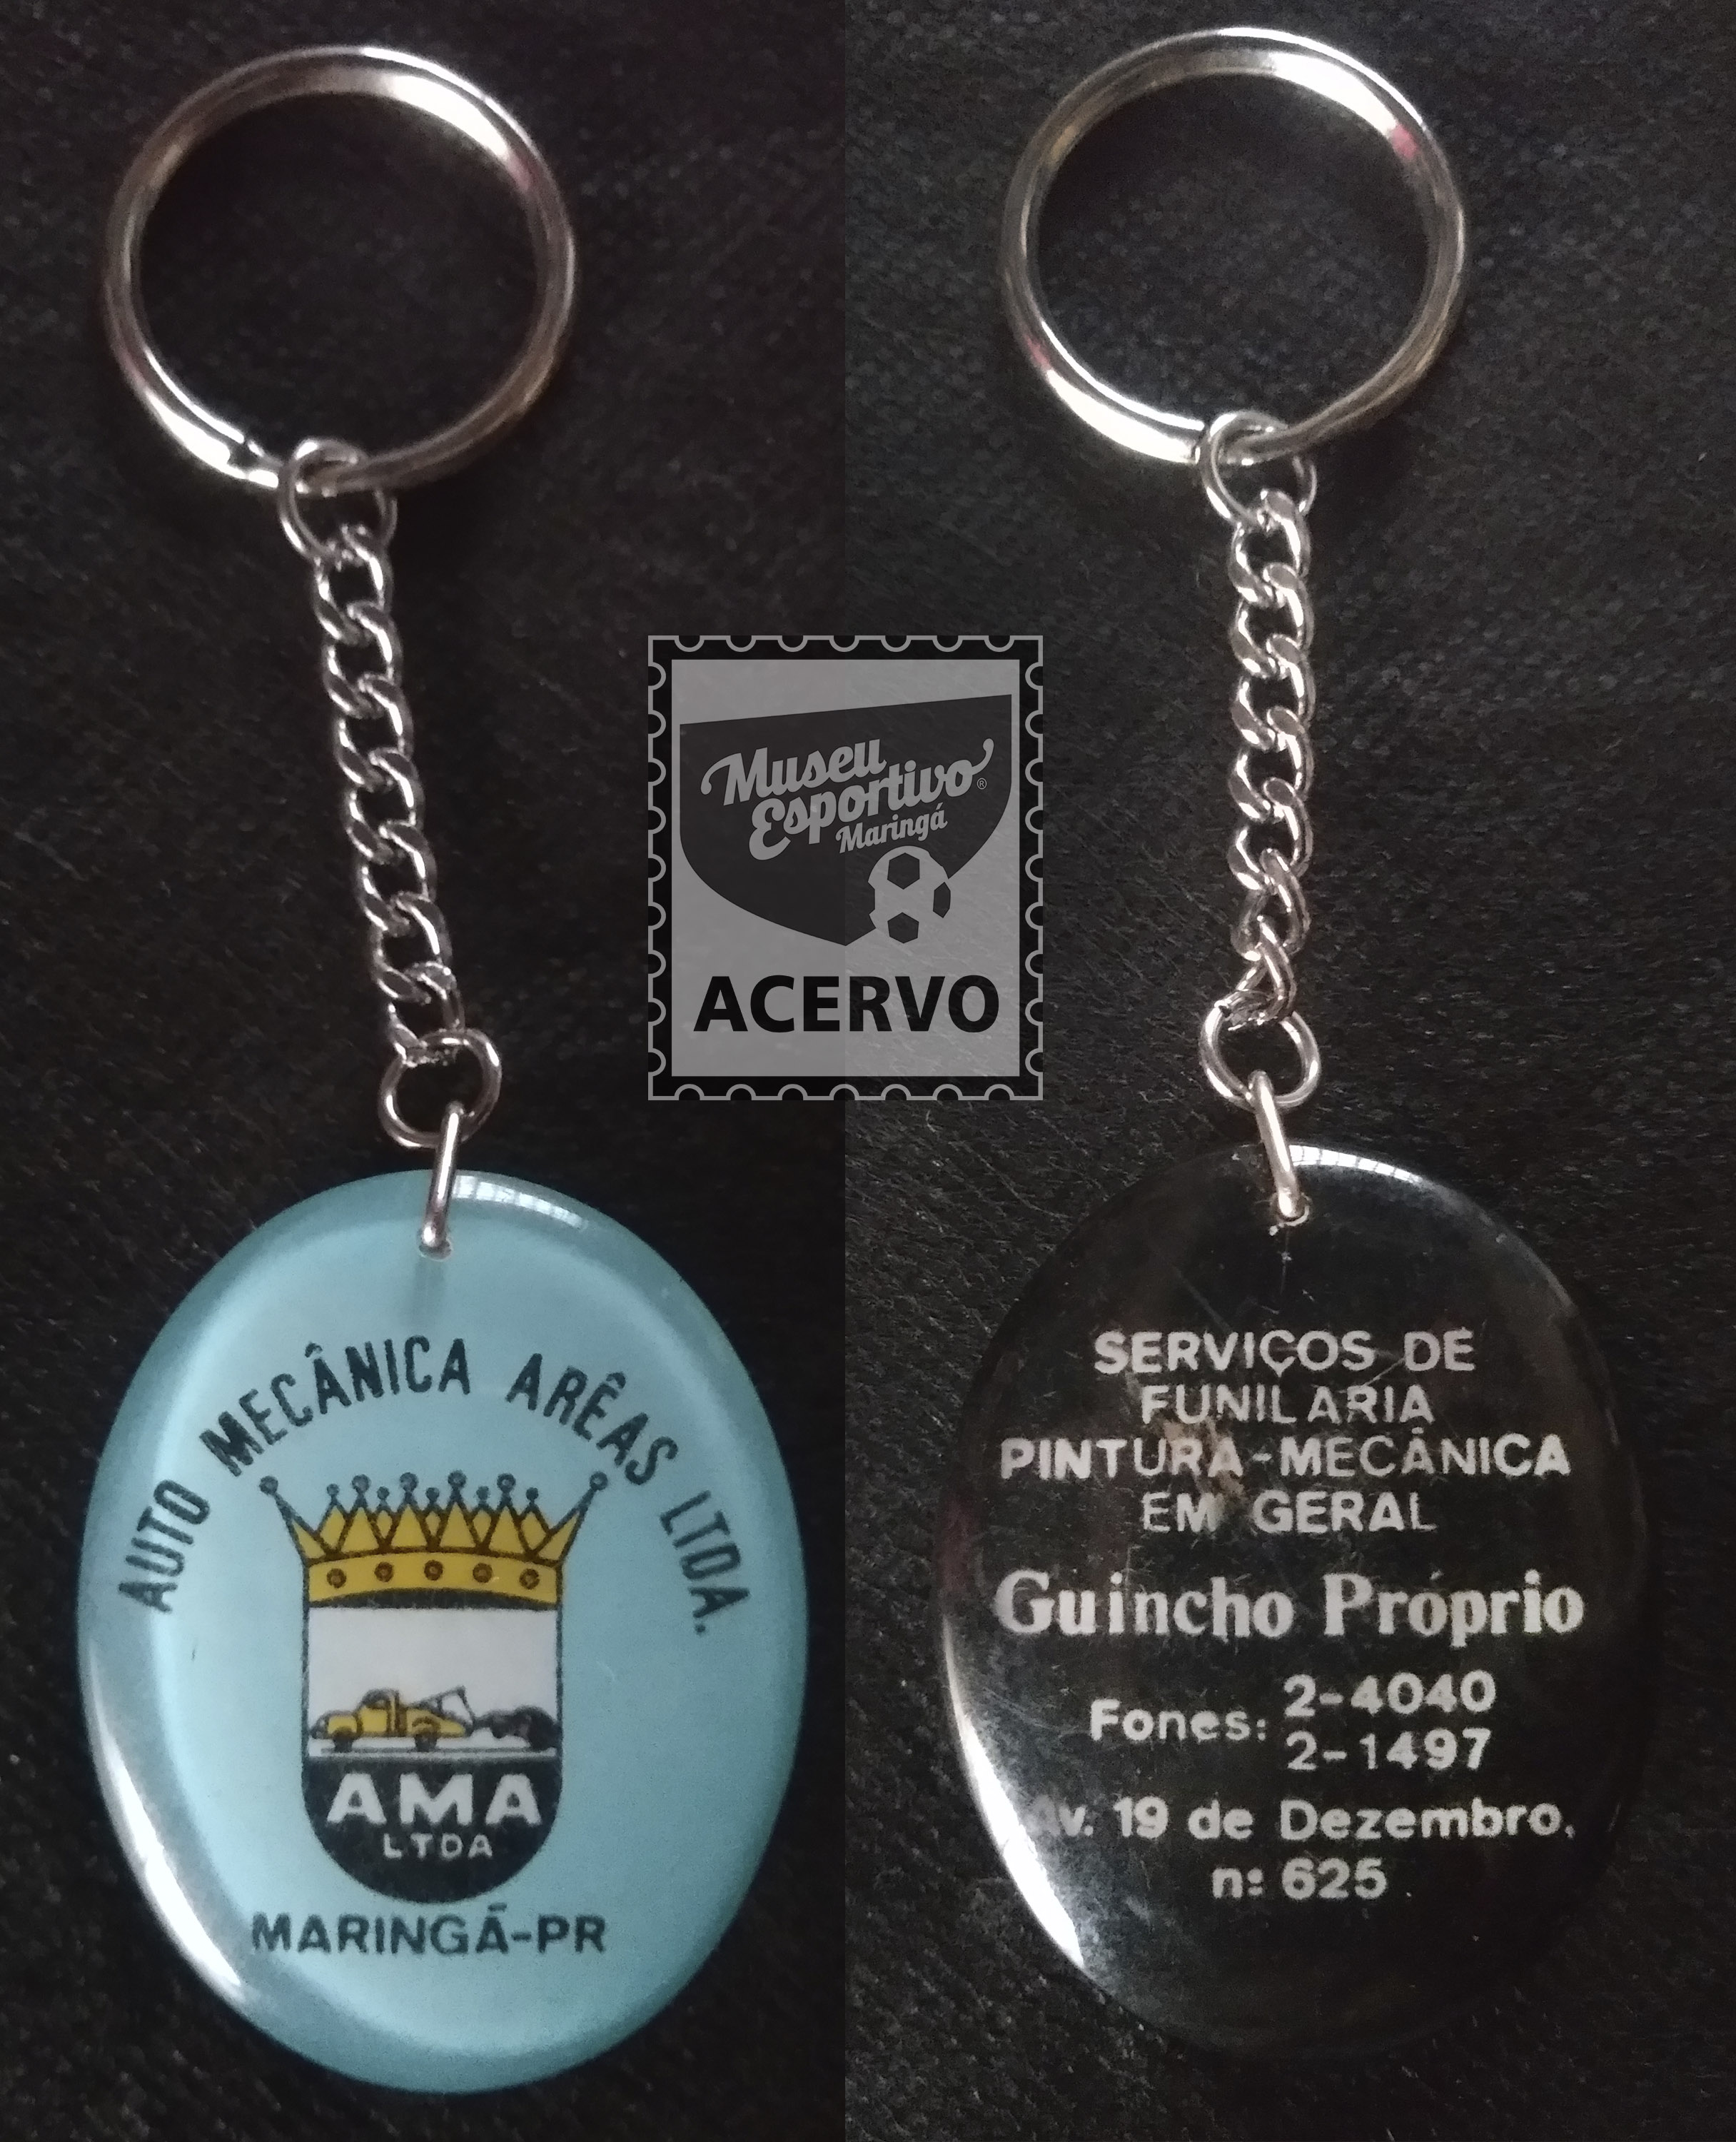 AUTO MECÂNICA ARÊAS LTDA.
AMA
LTDA
MARINGÁ-PR
Museu
Esportivo®
Maringá
ACERVO
SERVIÇOS DE
FUNILARIA
PINTURA-MECÂNICA
EM GERAL
Guincho Próprio
Fones: 2-4040
2-1497
Av. 19 de Dezembro,
nº 625